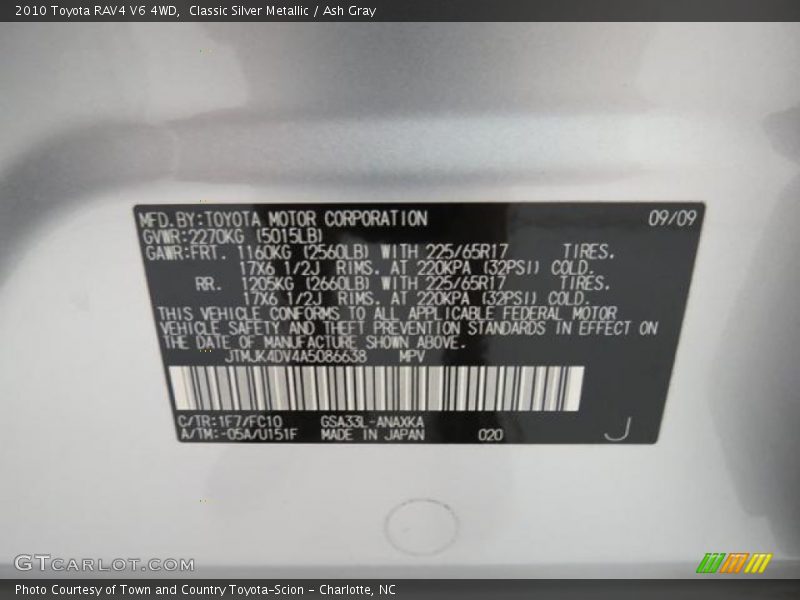 2010 Toyota RAV4 V6 4WD, Classic Silver Metallic / Ash Gray
MFD.BY:TOYOTA MOTOR CORPORATION 09/09
GVWR:2270KG (5015LB)
GAWR:FRT. 1160KG (2560LB) WITH 225/65R17 TIRES.
17X6 1/2J RIMS. AT 220KPA (32PSI) COLD.
RR. 1205KG (2660LB) WITH 225/65R17 TIRES.
17X6 1/2J RIMS. AT 220KPA (32PSI) COLD.
THIS VEHICLE CONFORMS TO ALL APPLICABLE FEDERAL MOTOR
VEHICLE SAFETY AND THEFT PREVENTION STANDARDS IN EFFECT ON
THE DATE OF MANUFACTURE SHOWN ABOVE.
JTMJK4DV4A5086638 MPV
C/TR:1F7/FC10 GSA33L-ANAXKA
A/TM:-05A/U151F MADE IN JAPAN 020 J
GTCARLOT.COM
Photo Courtesy of Town and Country Toyota-Scion - Charlotte, NC